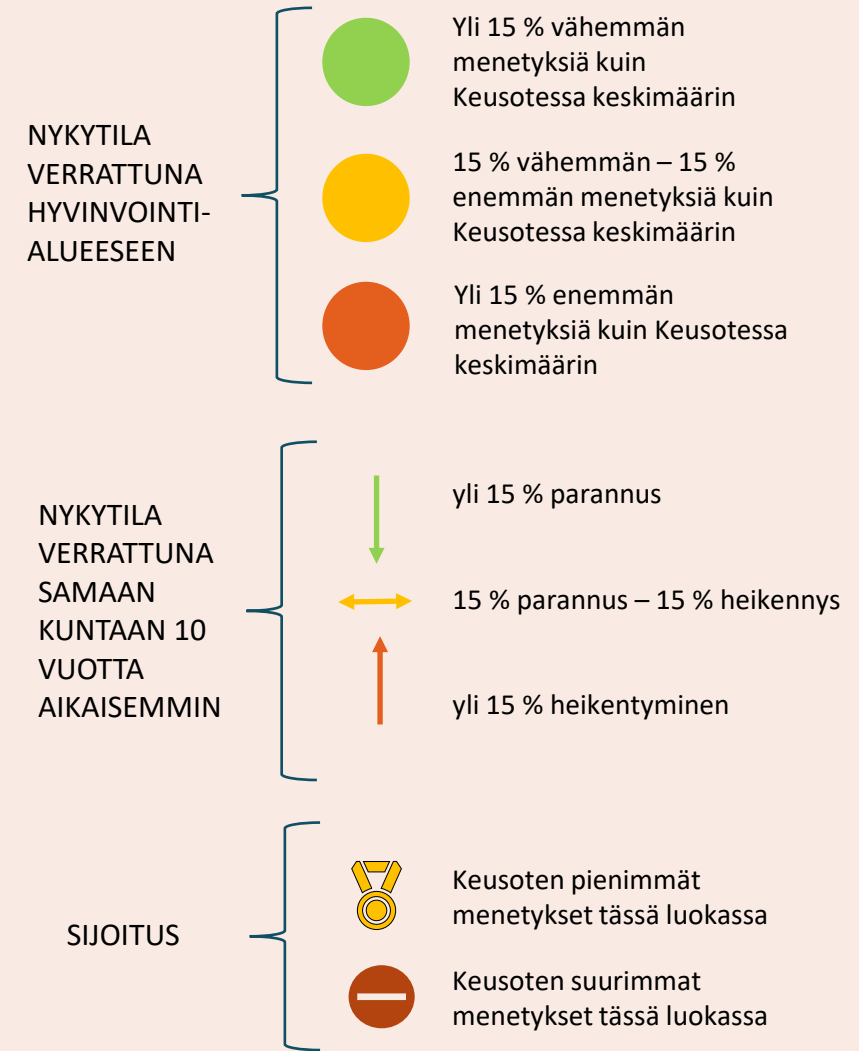 NYKYTILA
VERRATTUNA
HYVINVOINTI-
ALUEESEEN
Yli 15 % vähemmän
menetyksiä kuin
Keusotessa keskimäärin
15 % vähemmän – 15 %
enemmän menetyksiä kuin
Keusotessa keskimäärin
Yli 15 % enemmän
menetyksiä kuin Keusotessa
keskimäärin
NYKYTILA
VERRATTUNA
SAMAAN
KUNTAAN 10
VUOTTA
AIKAISEMMIN
yli 15 % parannus
15 % parannus – 15 % heikennys
yli 15 % heikentyminen
SIJOITUS
Keusoten pienimmät
menetykset tässä luokassa
Keusoten suurimmat
menetykset tässä luokassa